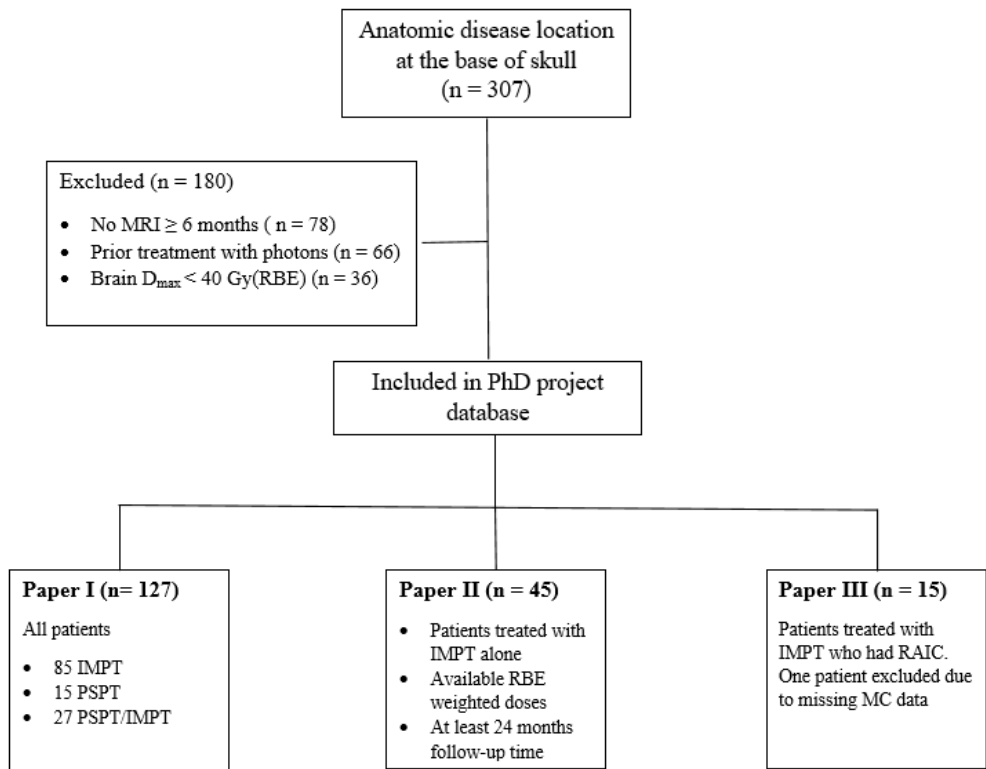 Anatomic disease location
at the base of skull
(n = 307)
Excluded (n = 180)
• No MRI ≥ 6 months ( n = 78)
• Prior treatment with photons (n = 66)
• Brain Dmax < 40 Gy(RBE) (n = 36)
Included in PhD project
database
Paper I (n= 127)
All patients
• 85 IMPT
• 15 PSPT
• 27 PSPT/IMPT
Paper II (n = 45)
• Patients treated with
IMPT alone
• Available RBE
weighted doses
• At least 24 months
follow-up time
Paper III (n = 15)
Patients treated with
IMPT who had RAIC.
One patient excluded due
to missing MC data